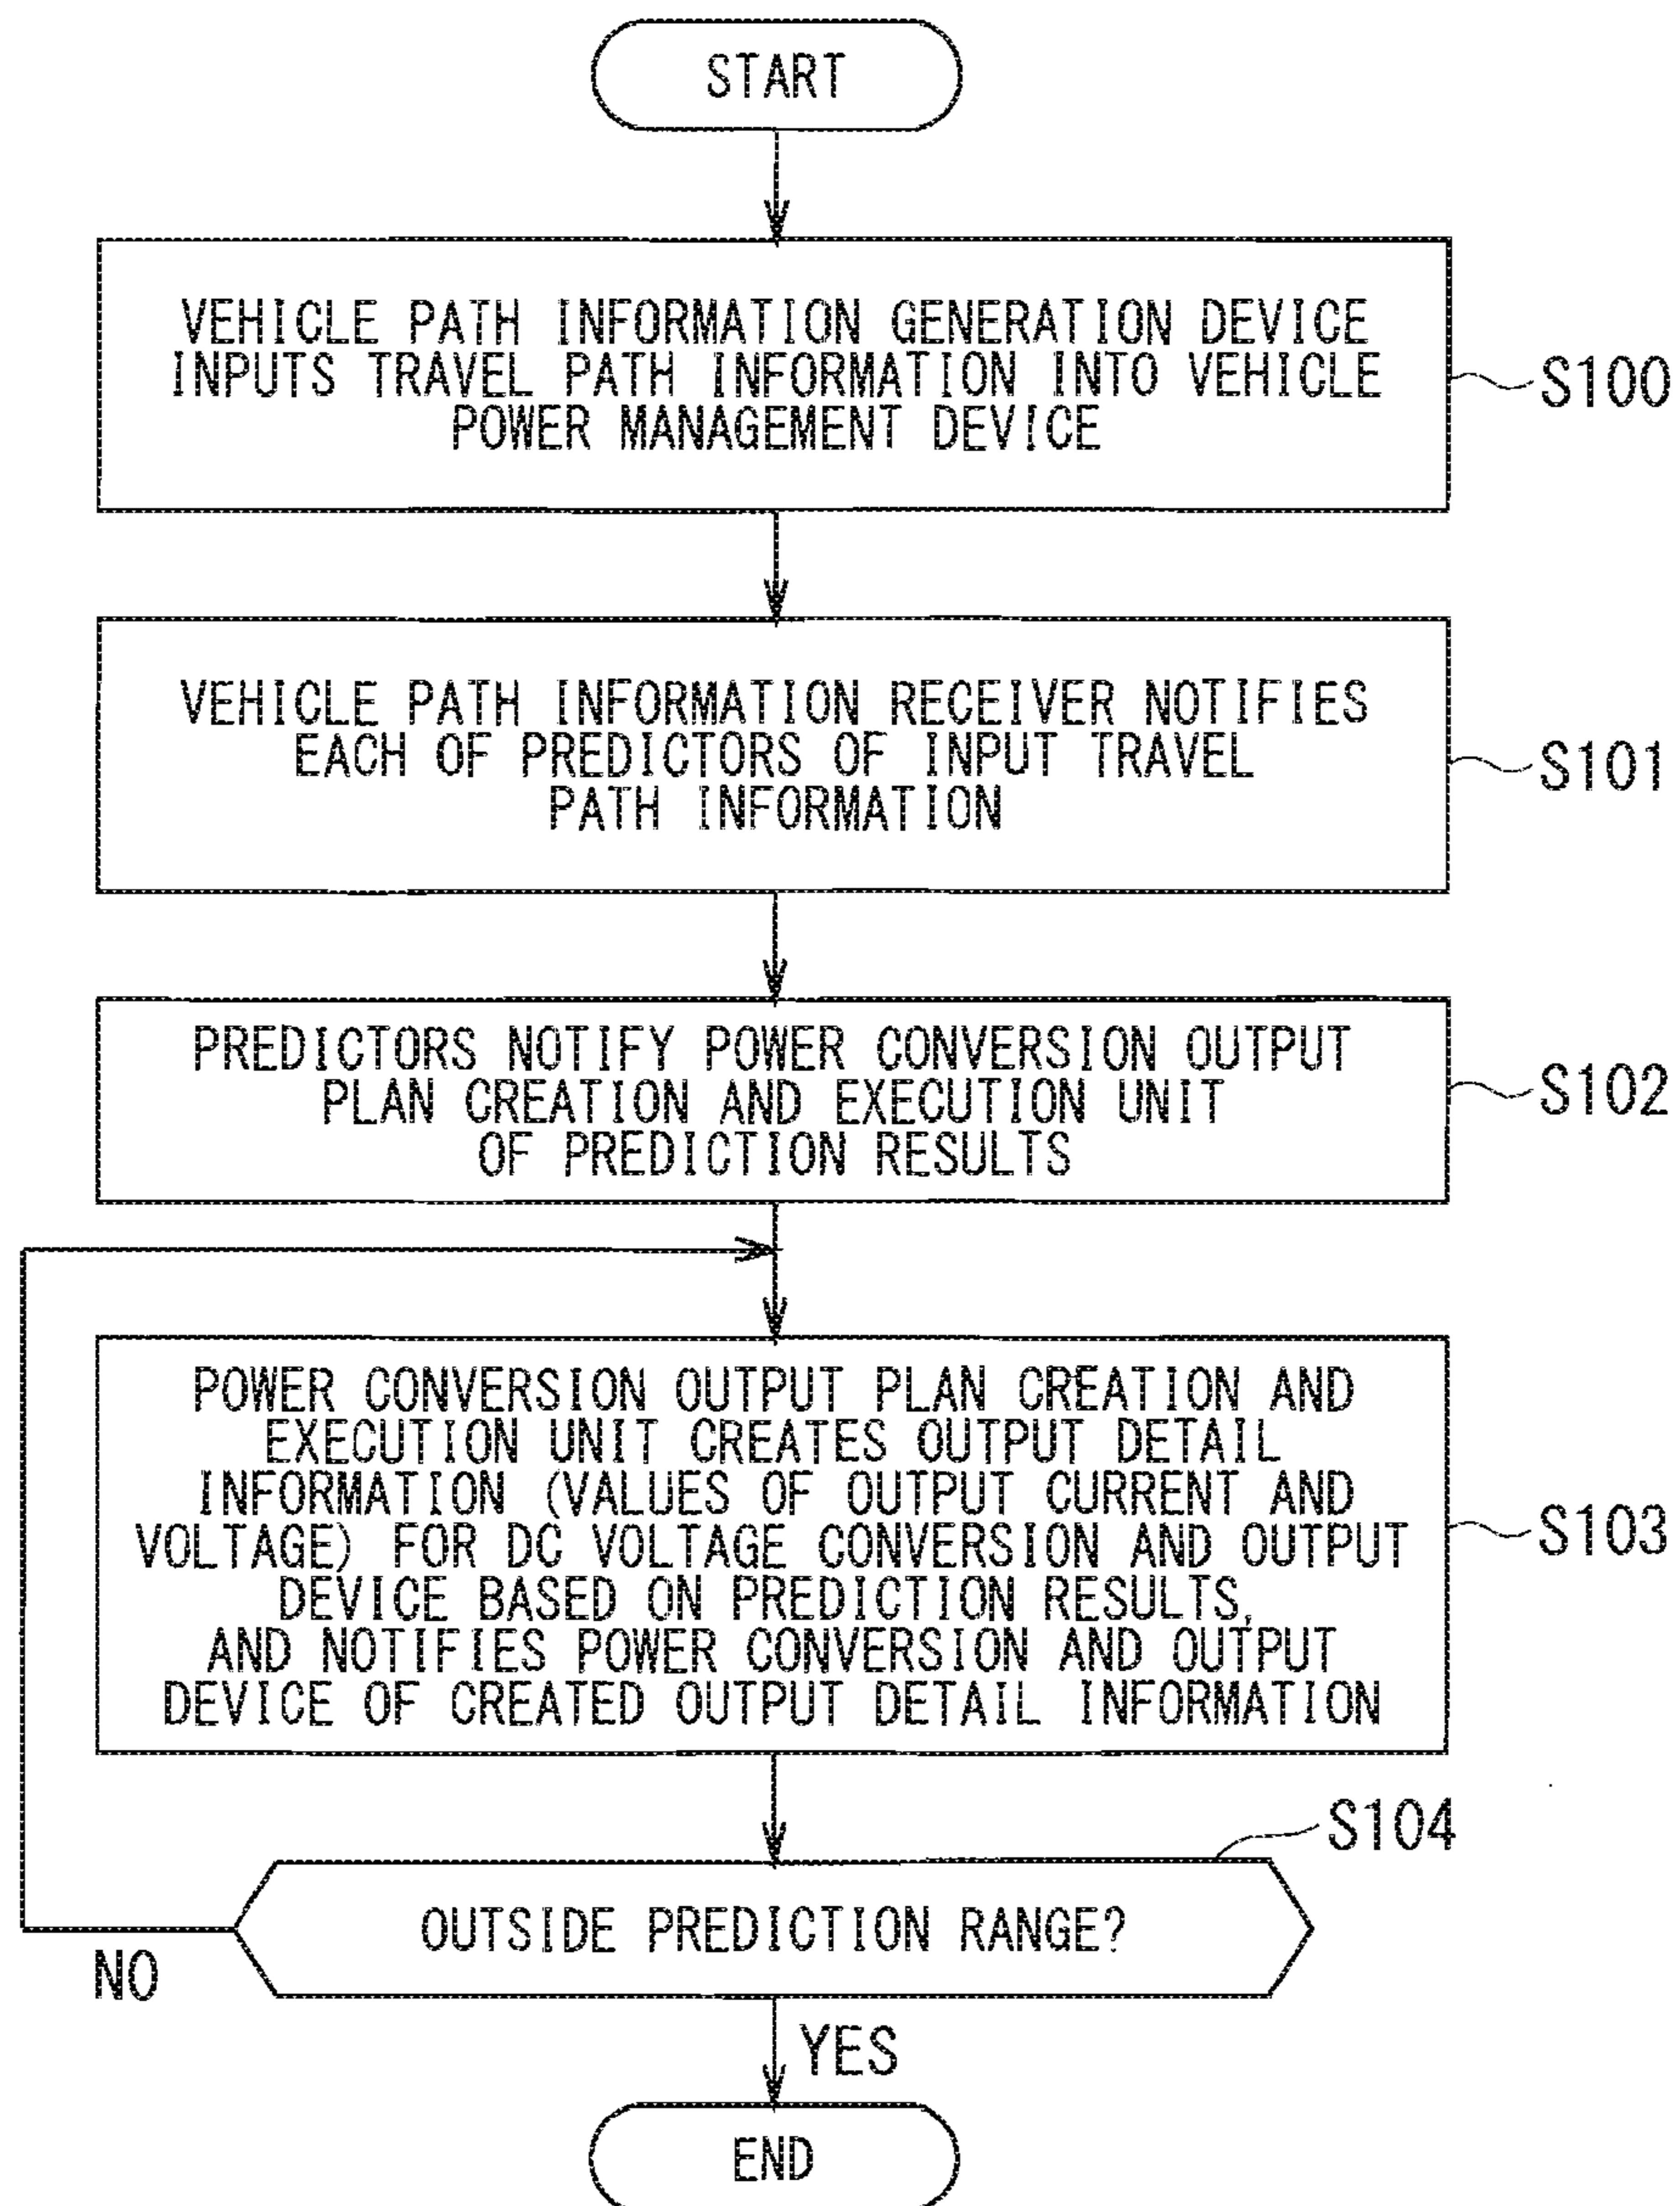 START
VEHICLE PATH INFORMATION GENERATION DEVICE
INPUTS TRAVEL PATH INFORMATION INTO VEHICLE
POWER MANAGEMENT DEVICE
S100
VEHICLE PATH INFORMATION RECEIVER NOTIFIES
EACH OF PREDICTORS OF INPUT TRAVEL
PATH INFORMATION
S101
PREDICTORS NOTIFY POWER CONVERSION OUTPUT
PLAN CREATION AND EXECUTION UNIT
OF PREDICTION RESULTS
S102
POWER CONVERSION OUTPUT PLAN CREATION AND
EXECUTION UNIT CREATES OUTPUT DETAIL
INFORMATION (VALUES OF OUTPUT CURRENT AND
VOLTAGE) FOR DC VOLTAGE CONVERSION AND OUTPUT
DEVICE BASED ON PREDICTION RESULTS,
AND NOTIFIES POWER CONVERSION AND OUTPUT
DEVICE OF CREATED OUTPUT DETAIL INFORMATION
S103
S104
OUTSIDE PREDICTION RANGE?
NO
YES
END